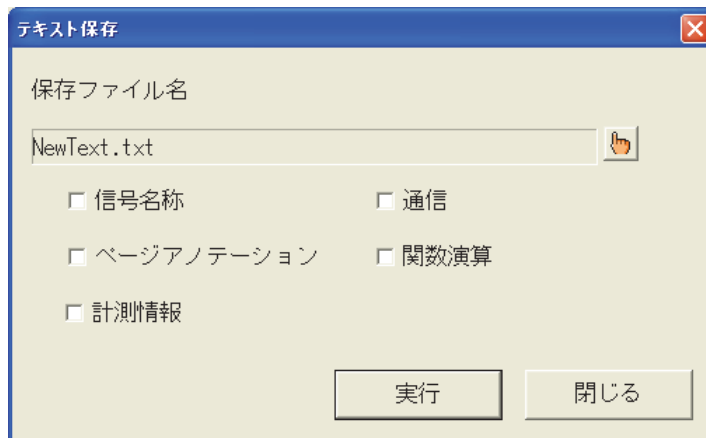 テキスト保存
保存ファイル名
NewText.txt
信号名称 通信
ページアノテーション 関数演算
計測情報
実行 閉じる